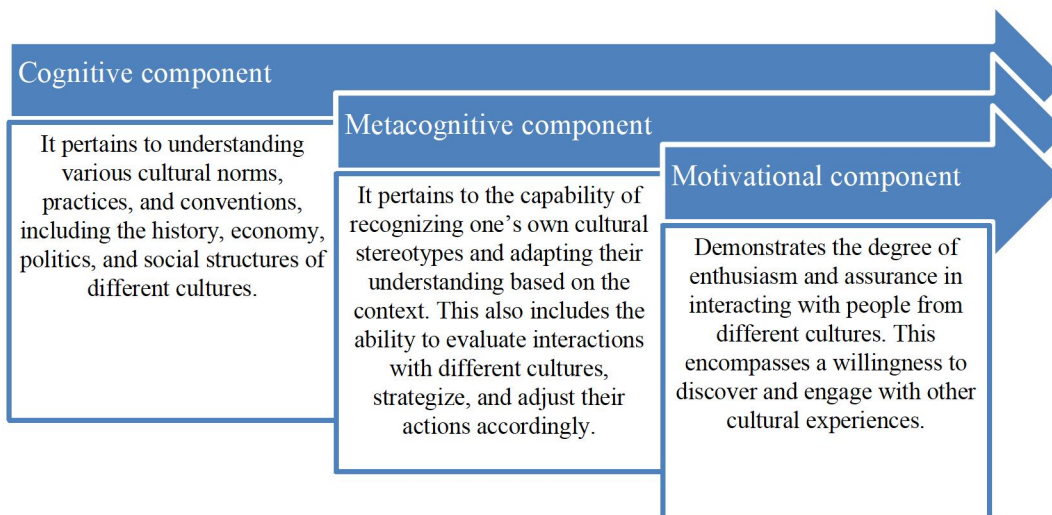 Cognitive component
It pertains to understanding
various cultural norms,
practices, and conventions,
including the history, economy,
politics, and social structures of
different cultures.
Metacognitive component
It pertains to the capability of
recognizing one’s own cultural
stereotypes and adapting their
understanding based on the
context. This also includes the
ability to evaluate interactions
with different cultures,
strategize, and adjust their
actions accordingly.
Motivational component
Demonstrates the degree of
enthusiasm and assurance in
interacting with people from
different cultures. This
encompasses a willingness to
discover and engage with other
cultural experiences.